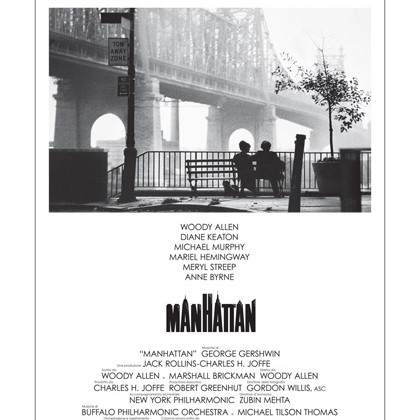 TOW
AWAY
ZONE
WOODY ALLEN
DIANE KEATON
MICHAEL MURPHY
MARIEL HEMINGWAY
MERYL STREEP
ANNE BYRNE
MANHATTAN
"MANHATTAN" GEORGE GERSHWIN
JACK ROLLINS-CHARLES H. JOFFE
WOODY ALLEN MARSHALL BRICKMAN WOODY ALLEN
CHARLES H. JOFFE ROBERT GREENHUT GORDON WILLIS, ASC
NEW YORK PHILHARMONIC ZUBIN MEHTA
BUFFALO PHILHARMONIC ORCHESTRA MICHAEL TILSON THOMAS